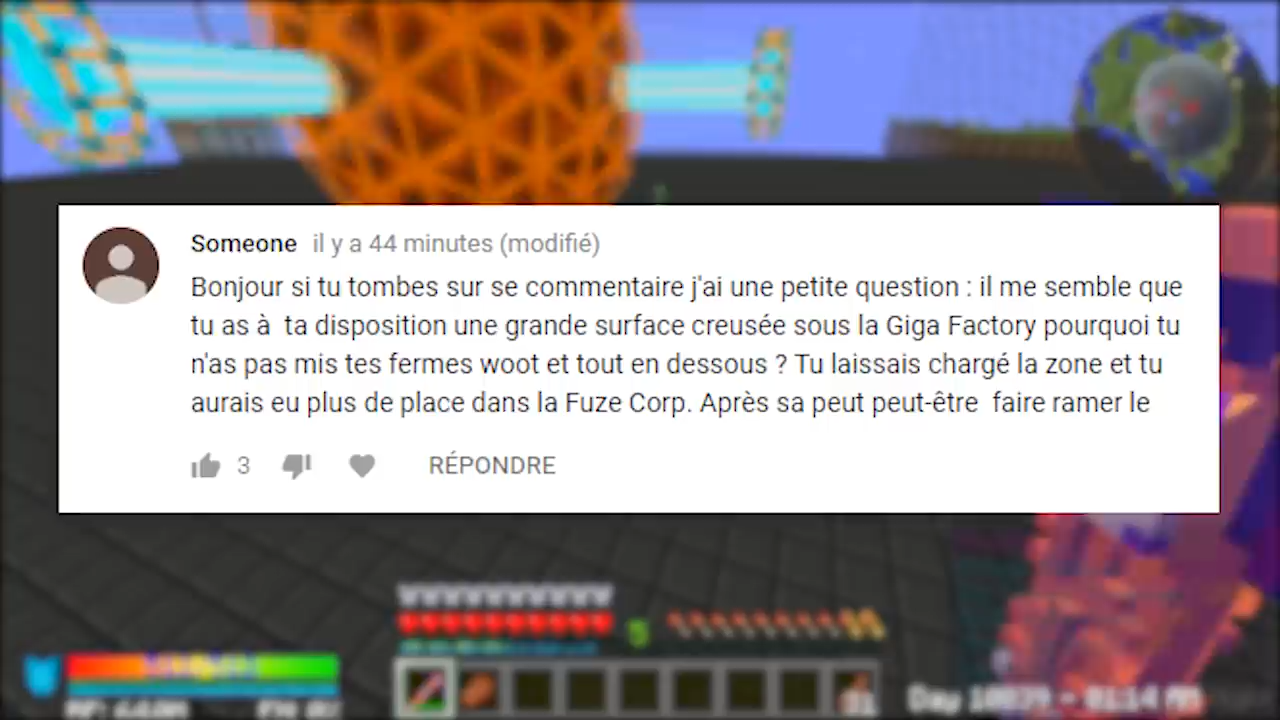 Someone il y a 44 minutes (modifié)
Bonjour si tu tombes sur se commentaire j'ai une petite question : il me semble que
tu as à  ta disposition une grande surface creusée sous la Giga Factory pourquoi tu
n'as pas mis tes fermes woot et tout en dessous ? Tu laissais chargé la zone et tu
aurais eu plus de place dans la Fuze Corp. Après sa peut peut-être  faire ramer le
3 RÉPONDRE